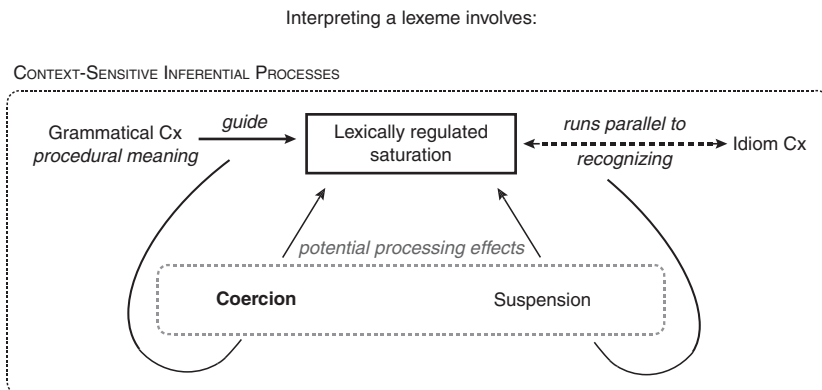 Interpreting a lexeme involves:
CONTEXT-SENSITIVE INFERENTIAL PROCESSES
Grammatical Cx
procedural meaning
guide
Lexically regulated
saturation
runs parallel to
recognizing
Idiom Cx
potential processing effects
Coercion
Suspension